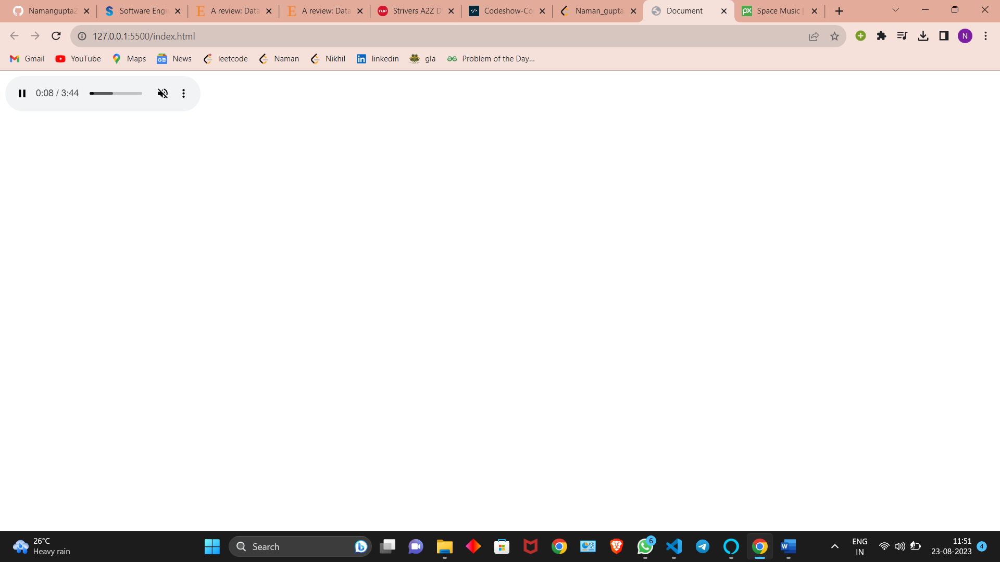 Namangupta2
Software Engin
A review: Data
A review: Data
TUF
Strivers A2Z D
Codeshow-Co
Naman_gupta
Document
PX
Space Music |
127.0.0.1:5500/index.html
N
Gmail
YouTube
Maps
News
leetcode
Naman
Nikhil
linkedin
gla
Problem of the Day...
0:08 / 3:44
26°C
Heavy rain
Search
6
ENG
IN
11:51
23-08-2023
4